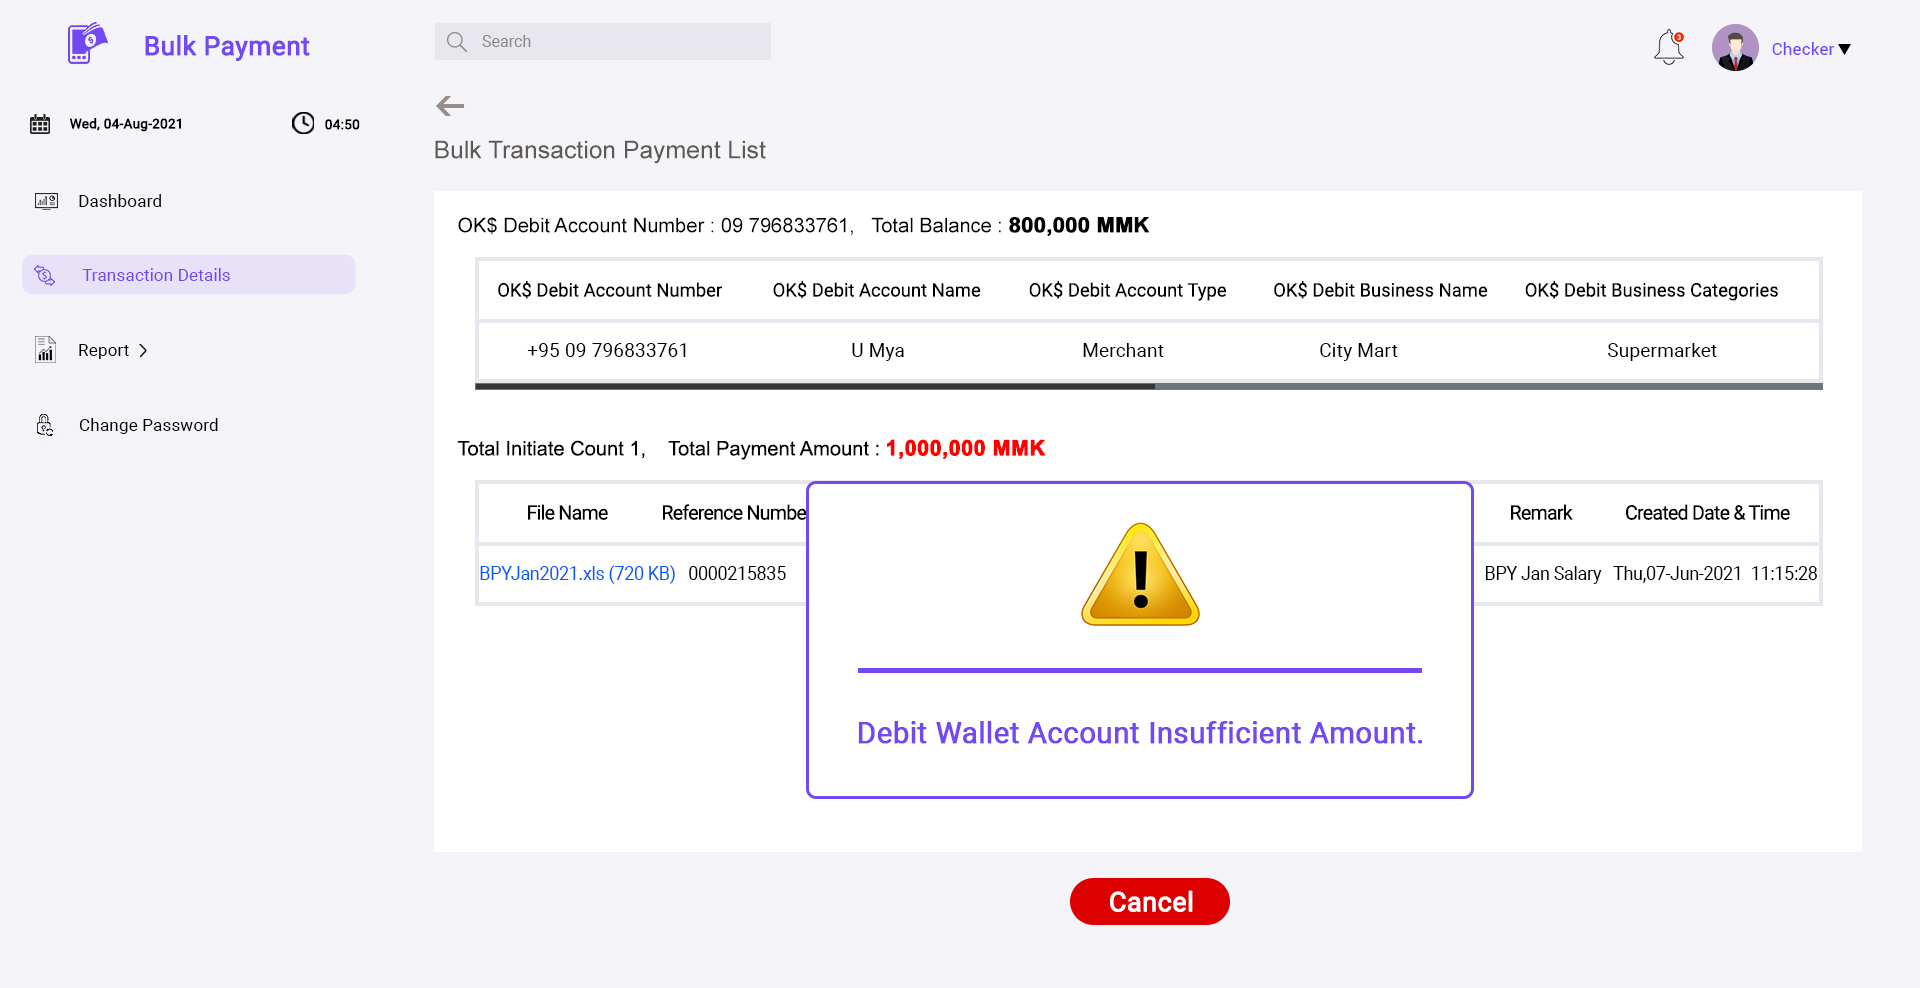 Bulk Payment
Search
3
Checker
Wed, 04-Aug-2021
04:50
Dashboard
Transaction Details
Report
Change Password
Bulk Transaction Payment List
OK$ Debit Account Number : 09 796833761, Total Balance : 800,000 MMK
OK$ Debit Account Number OK$ Debit Account Name OK$ Debit Account Type OK$ Debit Business Name OK$ Debit Business Categories
+95 09 796833761 U Mya Merchant City Mart Supermarket
Total Initiate Count 1, Total Payment Amount : 1,000,000 MMK
File Name Reference Numbe Remark Created Date & Time
BPYJan2021.xls (720 KB) 0000215835 BPY Jan Salary Thu,07-Jun-2021 11:15:28
Debit Wallet Account Insufficient Amount.
Cancel